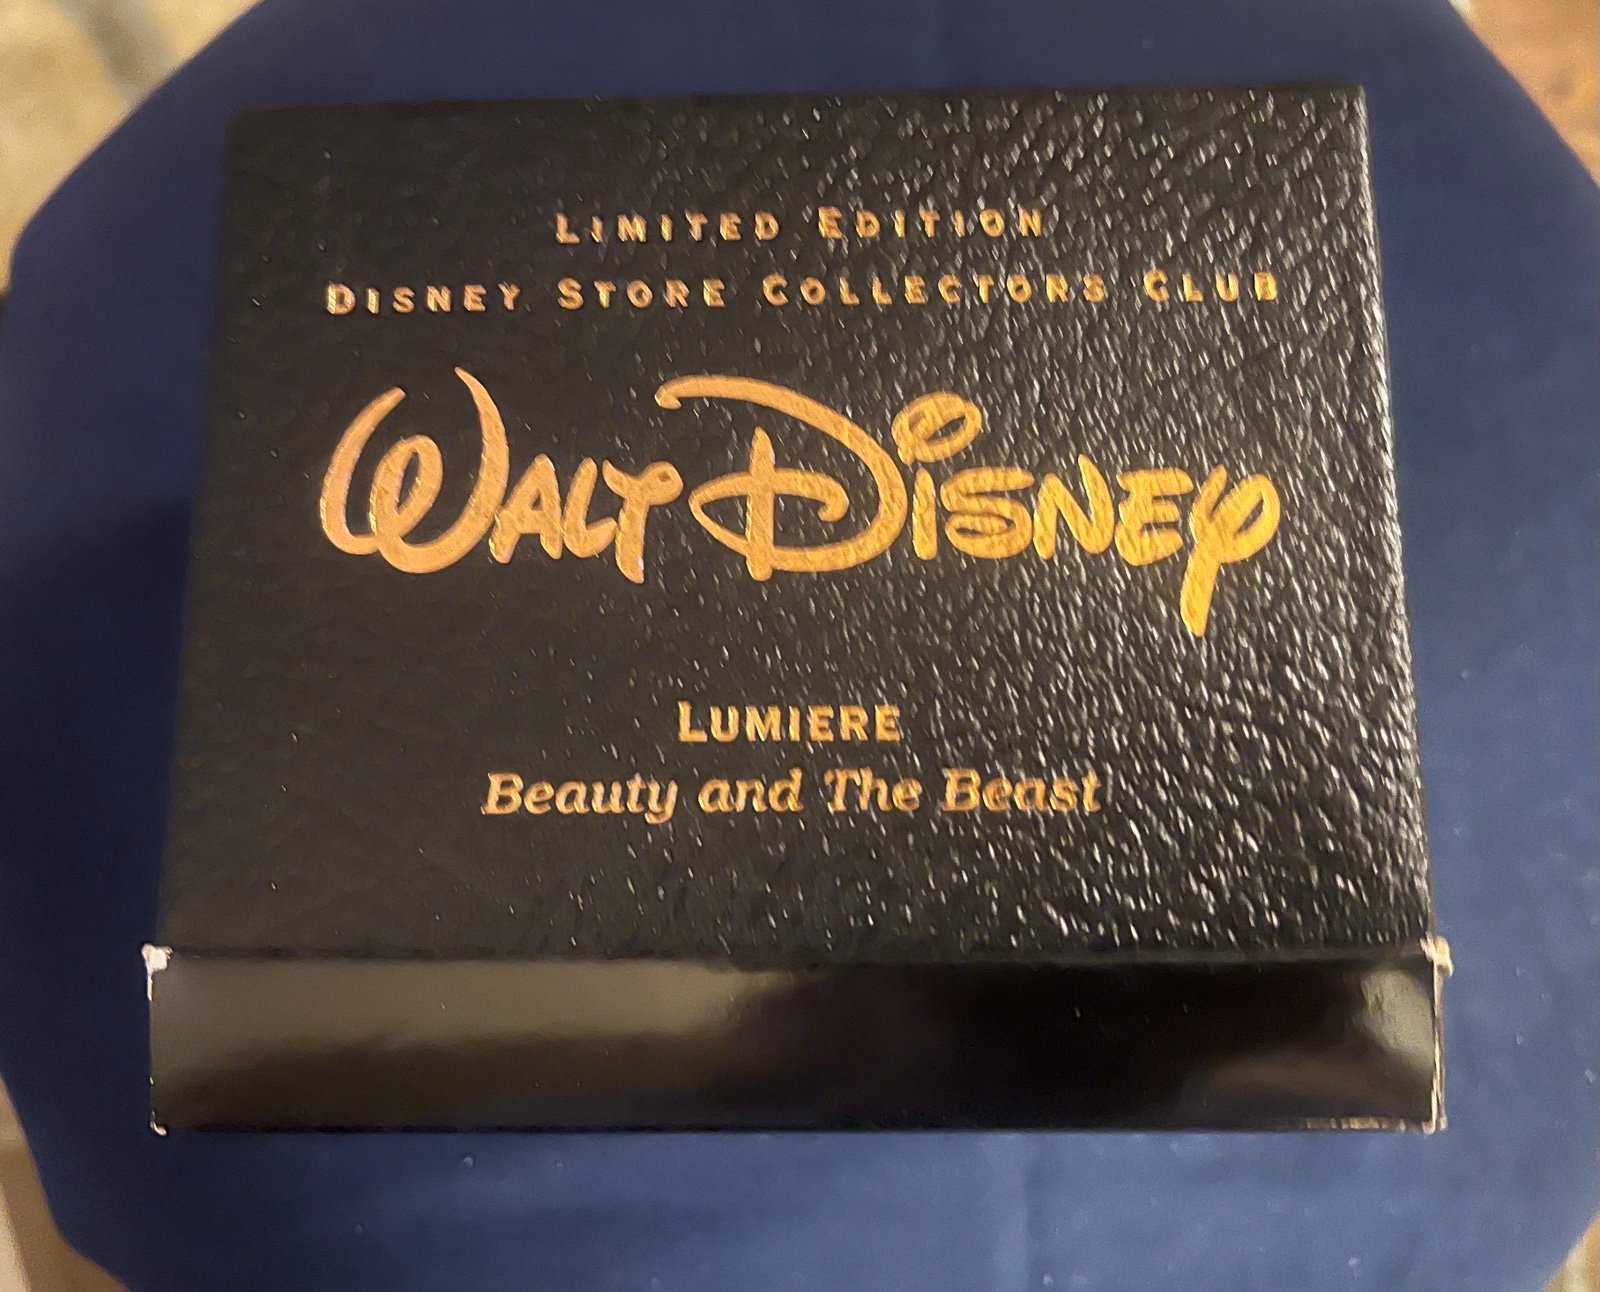 LIMITED EDITION
DISNEY STORE COLLECTORS CLUB
WALT DISNEY
LUMIERE
Beauty and The Beast